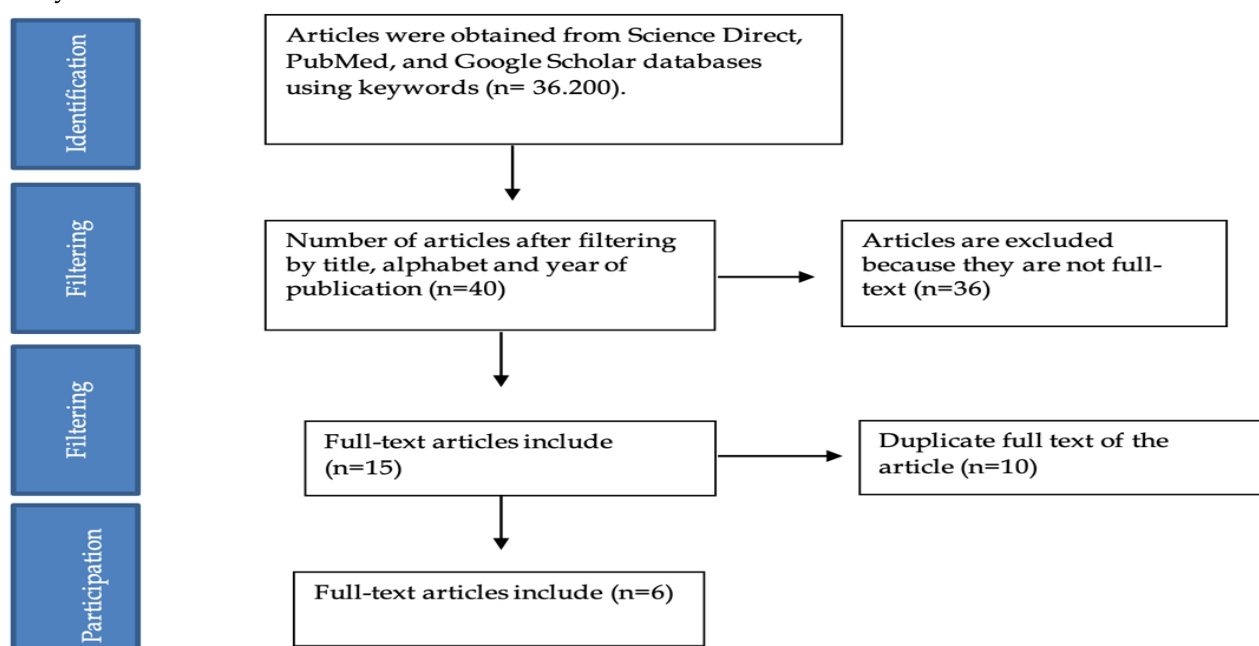 Identification
Articles were obtained from Science Direct,
PubMed, and Google Scholar databases
using keywords (n= 36.200).
Filtering
Number of articles after filtering
by title, alphabet and year of
publication (n=40)
Articles are excluded
because they are not full-
text (n=36)
Filtering
Full-text articles include
(n=15)
Duplicate full text of the
article (n=10)
Participation
Full-text articles include (n=6)